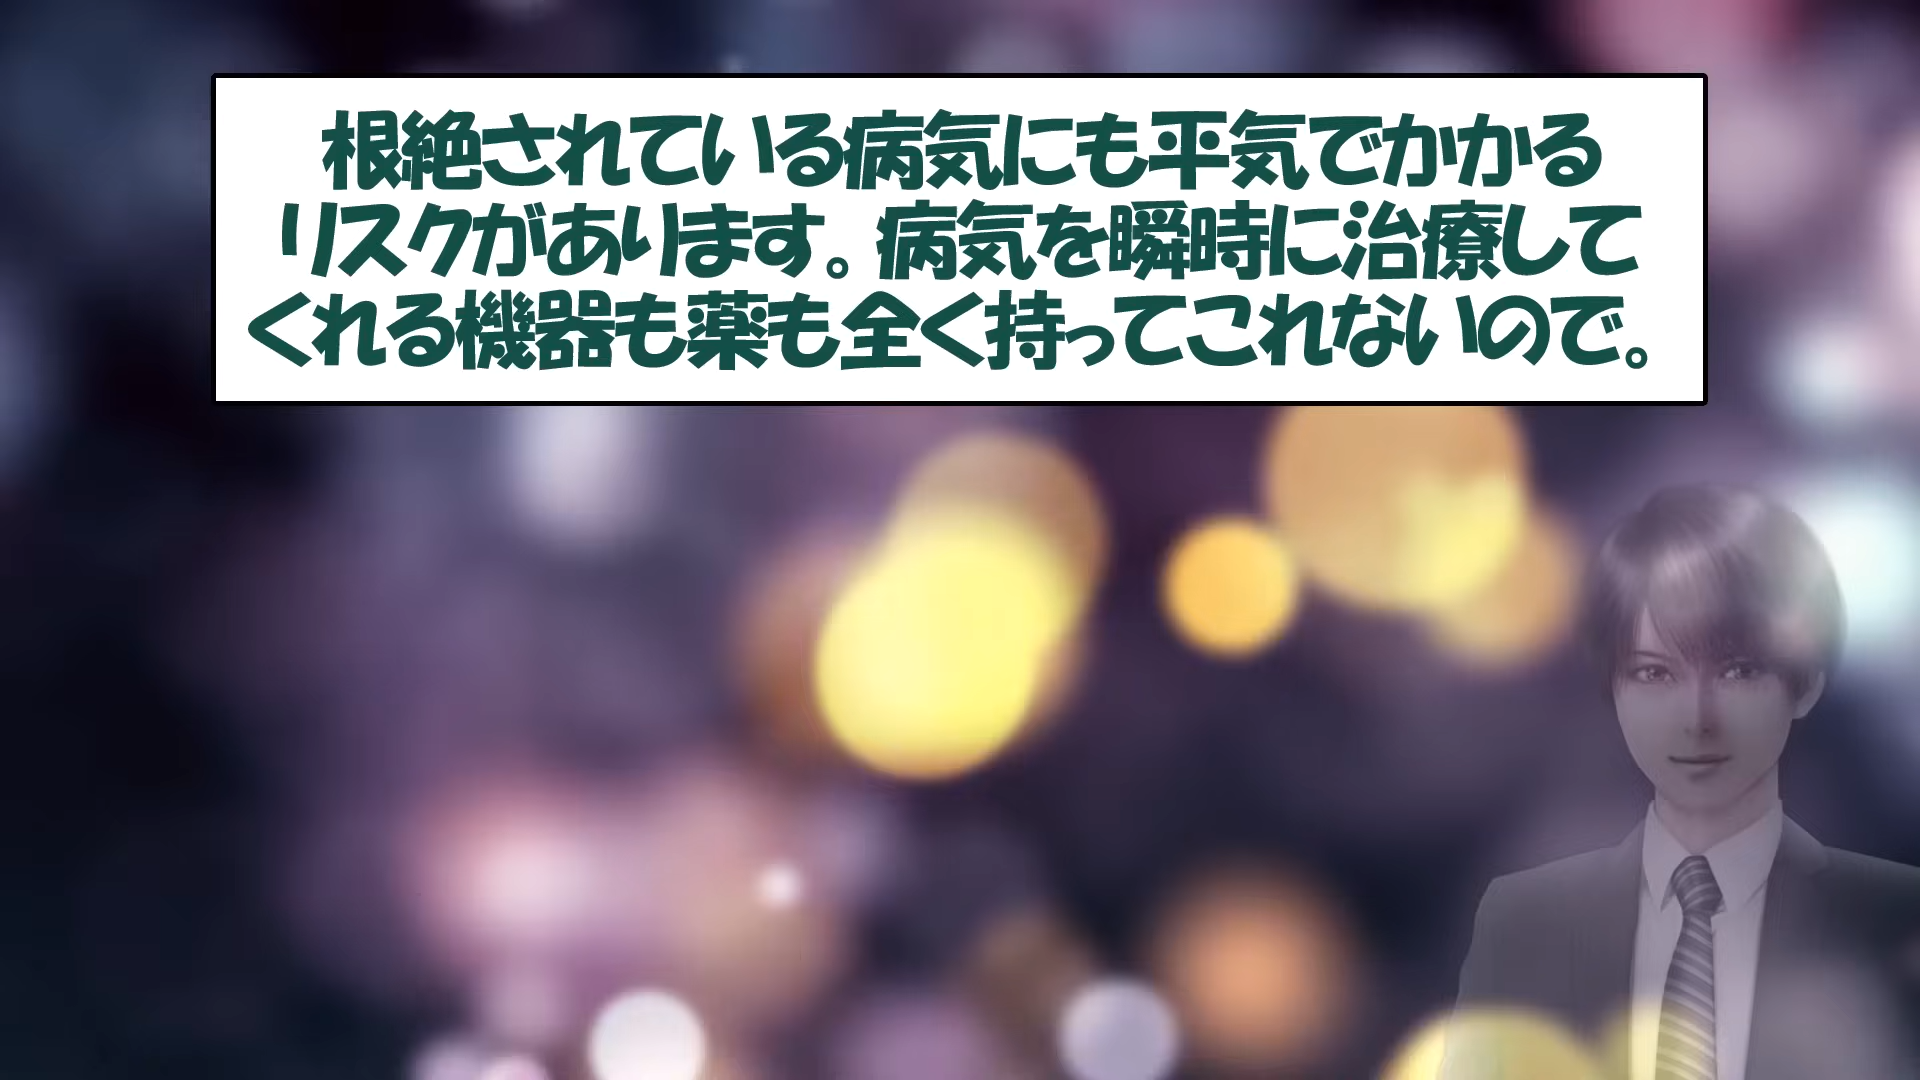 根絶されている病気にも平気でかかる
リスクがあります。病気を瞬時に治療して
くれる機器も薬も全く持ってこれないので。